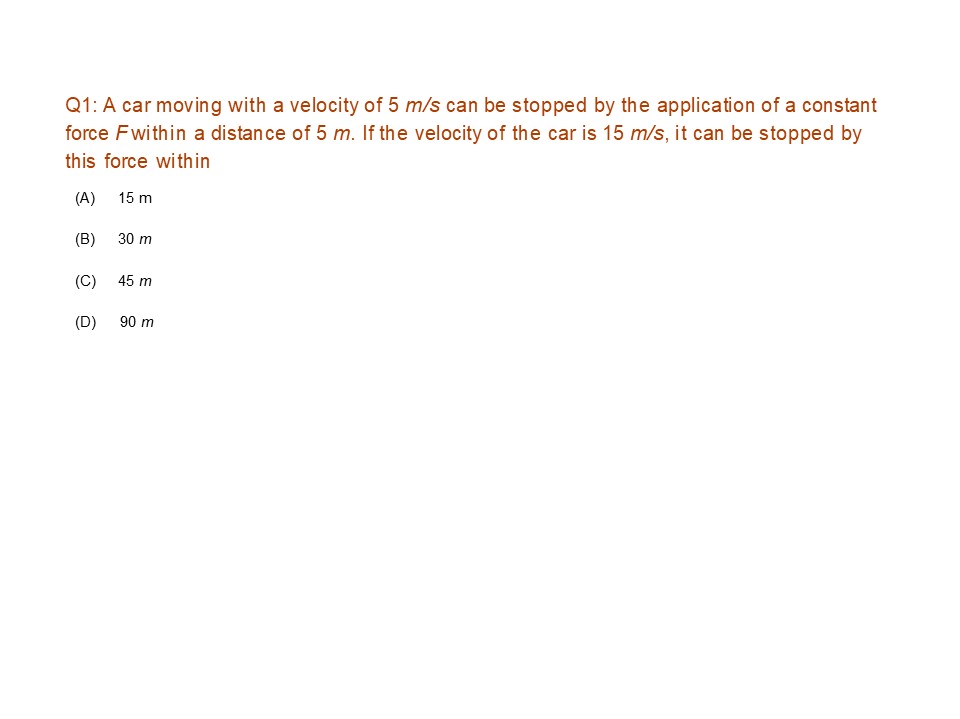 Q1: A car moving with a velocity of 5 m/s can be stopped by the application of a constant
force F within a distance of 5 m. If the velocity of the car is 15 m/s, it can be stopped by
this force within
(A) 15 m
(B) 30 m
(C) 45 m
(D) 90 m